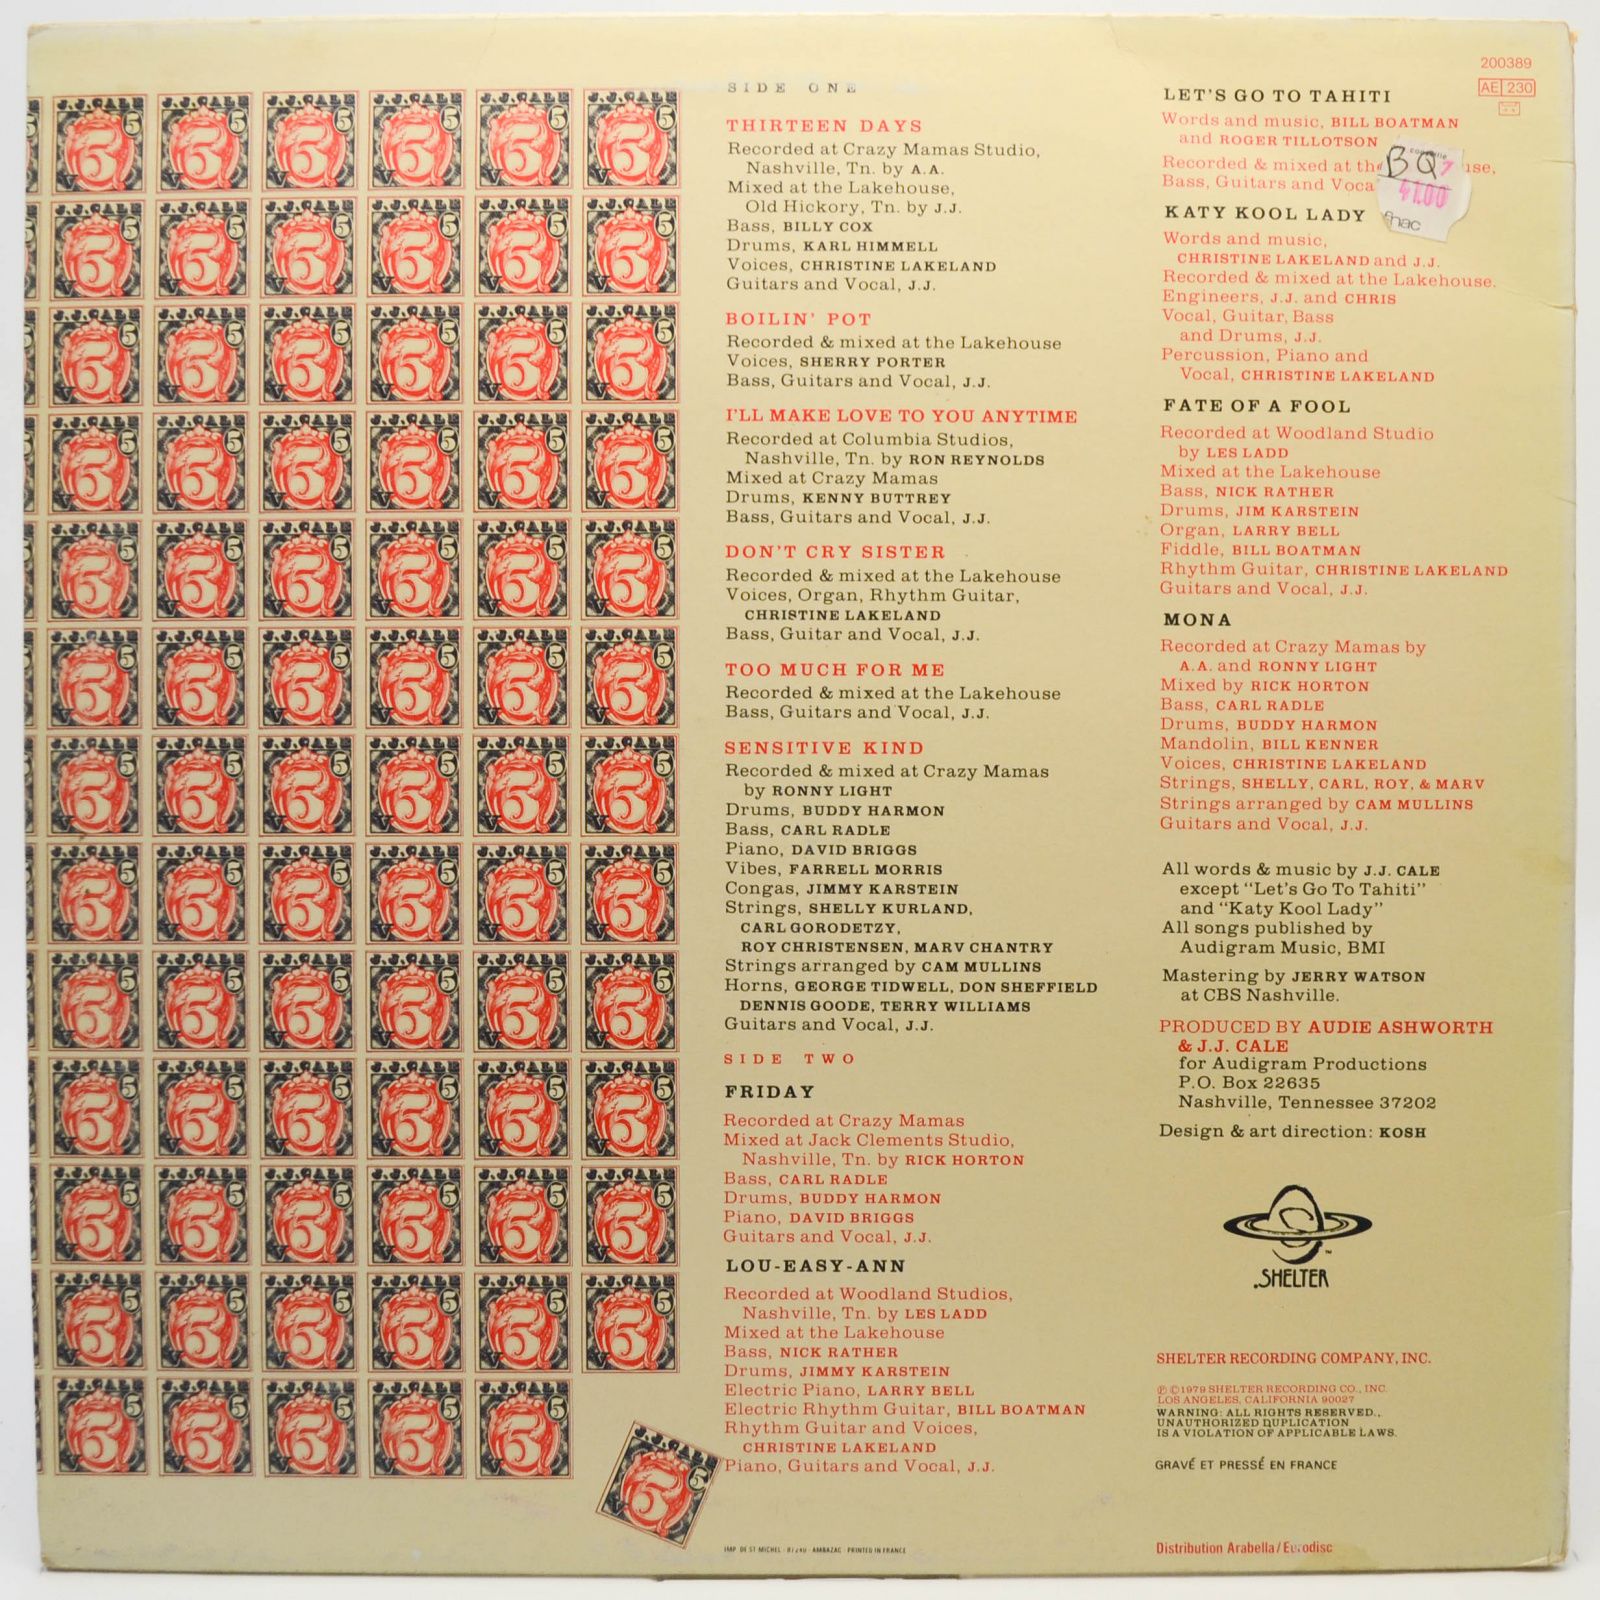 SIDE ONE
THIRTEEN DAYS
Recorded at Crazy Mamas Studio,
Nashville, Tn. by A.A.
Mixed at the Lakehouse,
Old Hickory, Tn. by J.J.
Bass, BILLY COX
Drums, KARL HIMMELL
Voices, CHRISTINE LAKELAND
Guitars and Vocal, J.J.
BOILIN' POT
Recorded & mixed at the Lakehouse
Voices, SHERRY PORTER
Bass, Guitars and Vocal, J.J.
I'LL MAKE LOVE TO YOU ANYTIME
Recorded at Columbia Studios,
Nashville, Tn. by RON REYNOLDS
Mixed at Crazy Mamas
Drums, KENNY BUTTREY
Bass, Guitars and Vocal, J.J.
DON'T CRY SISTER
Recorded & mixed at the Lakehouse
Voices, Organ, Rhythm Guitar,
CHRISTINE LAKELAND
Bass, Guitar and Vocal, J.J.
TOO MUCH FOR ME
Recorded & mixed at the Lakehouse
Bass, Guitars and Vocal, J.J.
SENSITIVE KIND
Recorded & mixed at Crazy Mamas
by RONNY LIGHT
Drums, BUDDY HARMON
Bass, CARL RADLE
Piano, DAVID BRIGGS
Vibes, FARRELL MORRIS
Congas, JIMMY KARSTEIN
Strings, SHELLY KURLAND,
CARL GORODETZY,
ROY CHRISTENSEN, MARV CHANTRY
Strings arranged by CAM MULLINS
Horns, GEORGE TIDWELL, DON SHEFFIELD
DENNIS GOODE, TERRY WILLIAMS
Guitars and Vocal, J.J.
SIDE TWO
FRIDAY
Recorded at Crazy Mamas
Mixed at Jack Clements Studio,
Nashville, Tn. by RICK HORTON
Bass, CARL RADLE
Drums, BUDDY HARMON
Piano, DAVID BRIGGS
Guitars and Vocal, J.J.
LOU-EASY-ANN
Recorded at Woodland Studios,
Nashville, Tn. by LES LADD
Mixed at the Lakehouse
Bass, NICK RATHER
Drums, JIMMY KARSTEIN
Electric Piano, LARRY BELL
Electric Rhythm Guitar, BILL BOATMAN
Rhythm Guitar and Voices,
CHRISTINE LAKELAND
Piano, Guitars and Vocal, J.J.
IMP. DE ST MICHEL · AMBAZAC · PRINTED IN FRANCE
200389
AE 230
LET'S GO TO TAHITI
Words and music, BILL BOATMAN
and ROGER TILLOTSON
Recorded & mixed at the
Bass, Guitars and
BQ 7
41.00
fnac
KATY KOOL LADY
Words and music,
CHRISTINE LAKELAND and J.J.
Recorded & mixed at the Lakehouse.
Engineers, J.J. and CHRIS
Vocal, Guitar, Bass
and Drums, J.J.
Percussion, Piano and
Vocal, CHRISTINE LAKELAND
FATE OF A FOOL
Recorded at Woodland Studio
by LES LADD
Mixed at the Lakehouse
Bass, NICK RATHER
Drums, JIM KARSTEIN
Organ, LARRY BELL
Fiddle, BILL BOATMAN
Rhythm Guitar, CHRISTINE LAKELAND
Guitars and Vocal, J.J.
MONA
Recorded at Crazy Mamas by
A.A. and RONNY LIGHT
Mixed by RICK HORTON
Bass, CARL RADLE
Drums, BUDDY HARMON
Mandolin, BILL KENNER
Voices, CHRISTINE LAKELAND
Strings, SHELLY, CARL, ROY, & MARV
Strings arranged by CAM MULLINS
Guitars and Vocal, J.J.
All words & music by J.J. CALE
except "Let's Go To Tahiti"
and "Katy Kool Lady"
All songs published by
Audigram Music, BMI
Mastering by JERRY WATSON
at CBS Nashville.
PRODUCED BY AUDIE ASHWORTH
& J.J. CALE
for Audigram Productions
P.O. Box 22635
Nashville, Tennessee 37202
Design & art direction: KOSH
.SHELTER
SHELTER RECORDING COMPANY, INC.
℗ © 1979 SHELTER RECORDING CO., INC.
LOS ANGELES, CALIFORNIA 90027
WARNING: ALL RIGHTS RESERVED.,
UNAUTHORIZED DUPLICATION
IS A VIOLATION OF APPLICABLE LAWS.
GRAVÉ ET PRESSÉ EN FRANCE
Distribution Arabella/Eurodisc
J.J. CALE
5
5
V